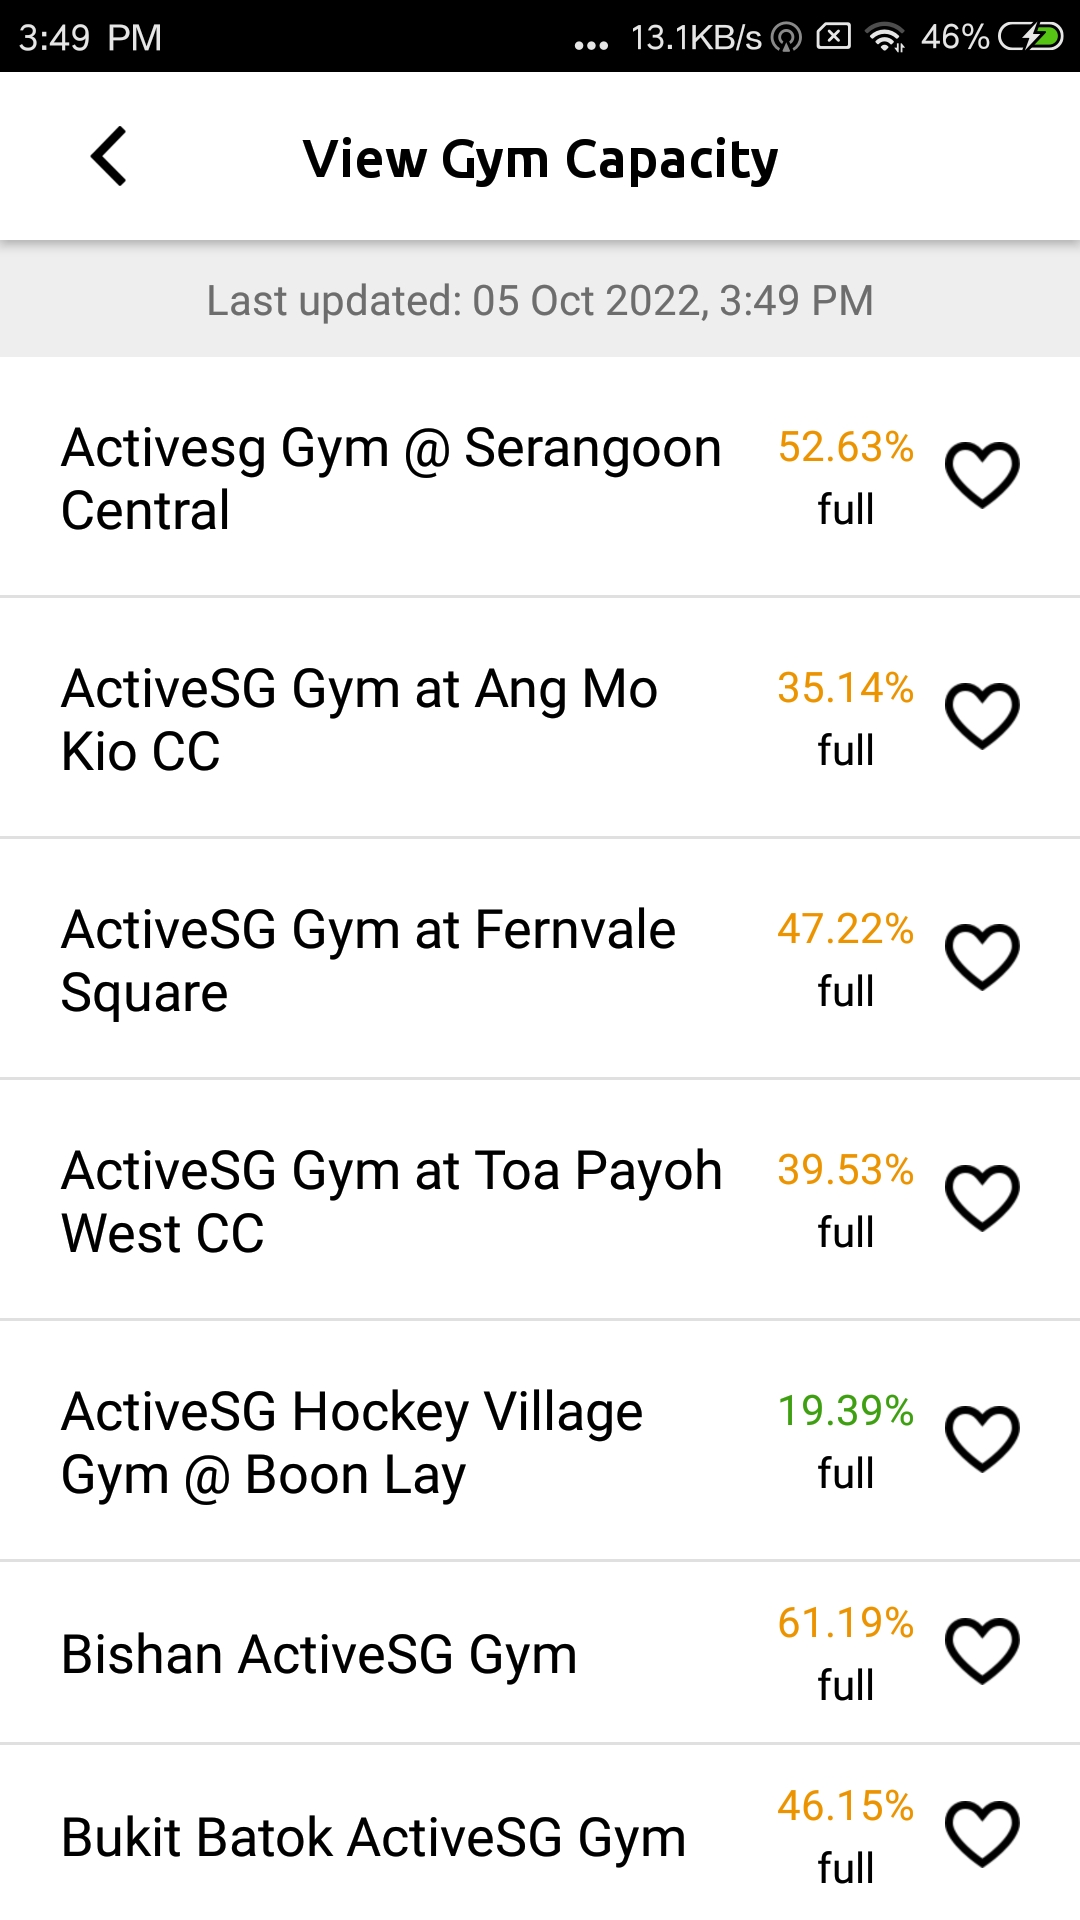 3:49 PM ... 13.1KB/s 46%
View Gym Capacity
Last updated: 05 Oct 2022, 3:49 PM
Activesg Gym @ Serangoon
Central
52.63%
full
ActiveSG Gym at Ang Mo
Kio CC
35.14%
full
ActiveSG Gym at Fernvale
Square
47.22%
full
ActiveSG Gym at Toa Payoh
West CC
39.53%
full
ActiveSG Hockey Village
Gym @ Boon Lay
19.39%
full
Bishan ActiveSG Gym
61.19%
full
Bukit Batok ActiveSG Gym
46.15%
full